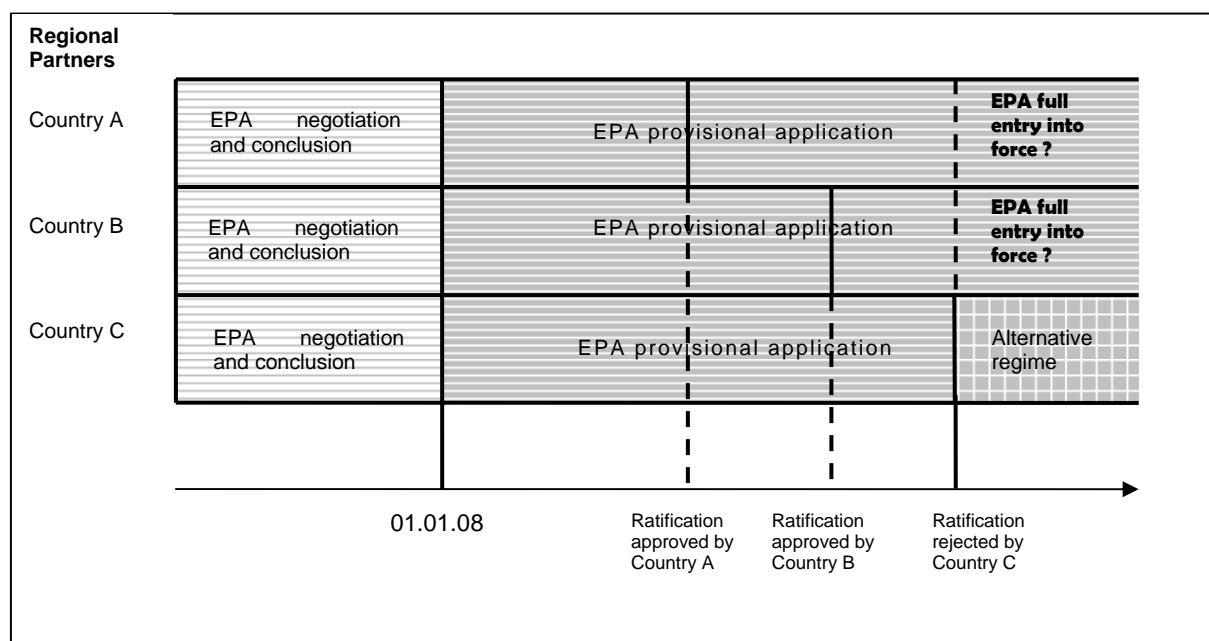 Regional
Partners
Country A
EPA negotiation
and conclusion
EPA provisional application
EPA full
entry into
force ?
Country B
EPA negotiation
and conclusion
EPA provisional application
EPA full
entry into
force ?
Country C
EPA negotiation
and conclusion
EPA provisional application
Alternative
regime
01.01.08
Ratification
approved by
Country A
Ratification
approved by
Country B
Ratification
rejected by
Country C